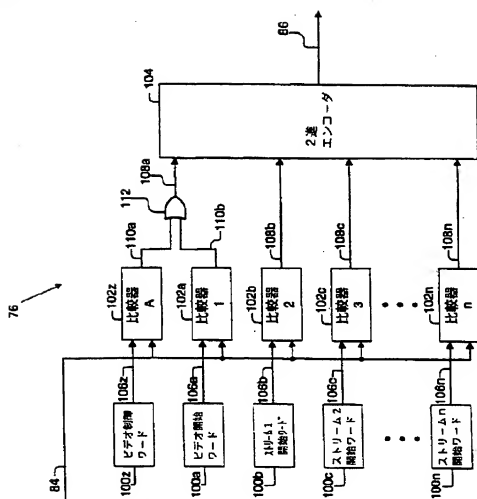 76
84
86
ビデオ制御
ワード
100z
106z
102z
比較器
A
110a
112
108a
104
2進
エンコーダ
ビデオ開始
ワード
100a
106a
102a
比較器
1
110b
ストリーム1
開始ワード
100b
106b
102b
比較器
2
108b
ストリーム2
開始ワード
100c
106c
102c
比較器
3
108c
ストリームn
開始ワード
100n
106n
102n
比較器
n
108n